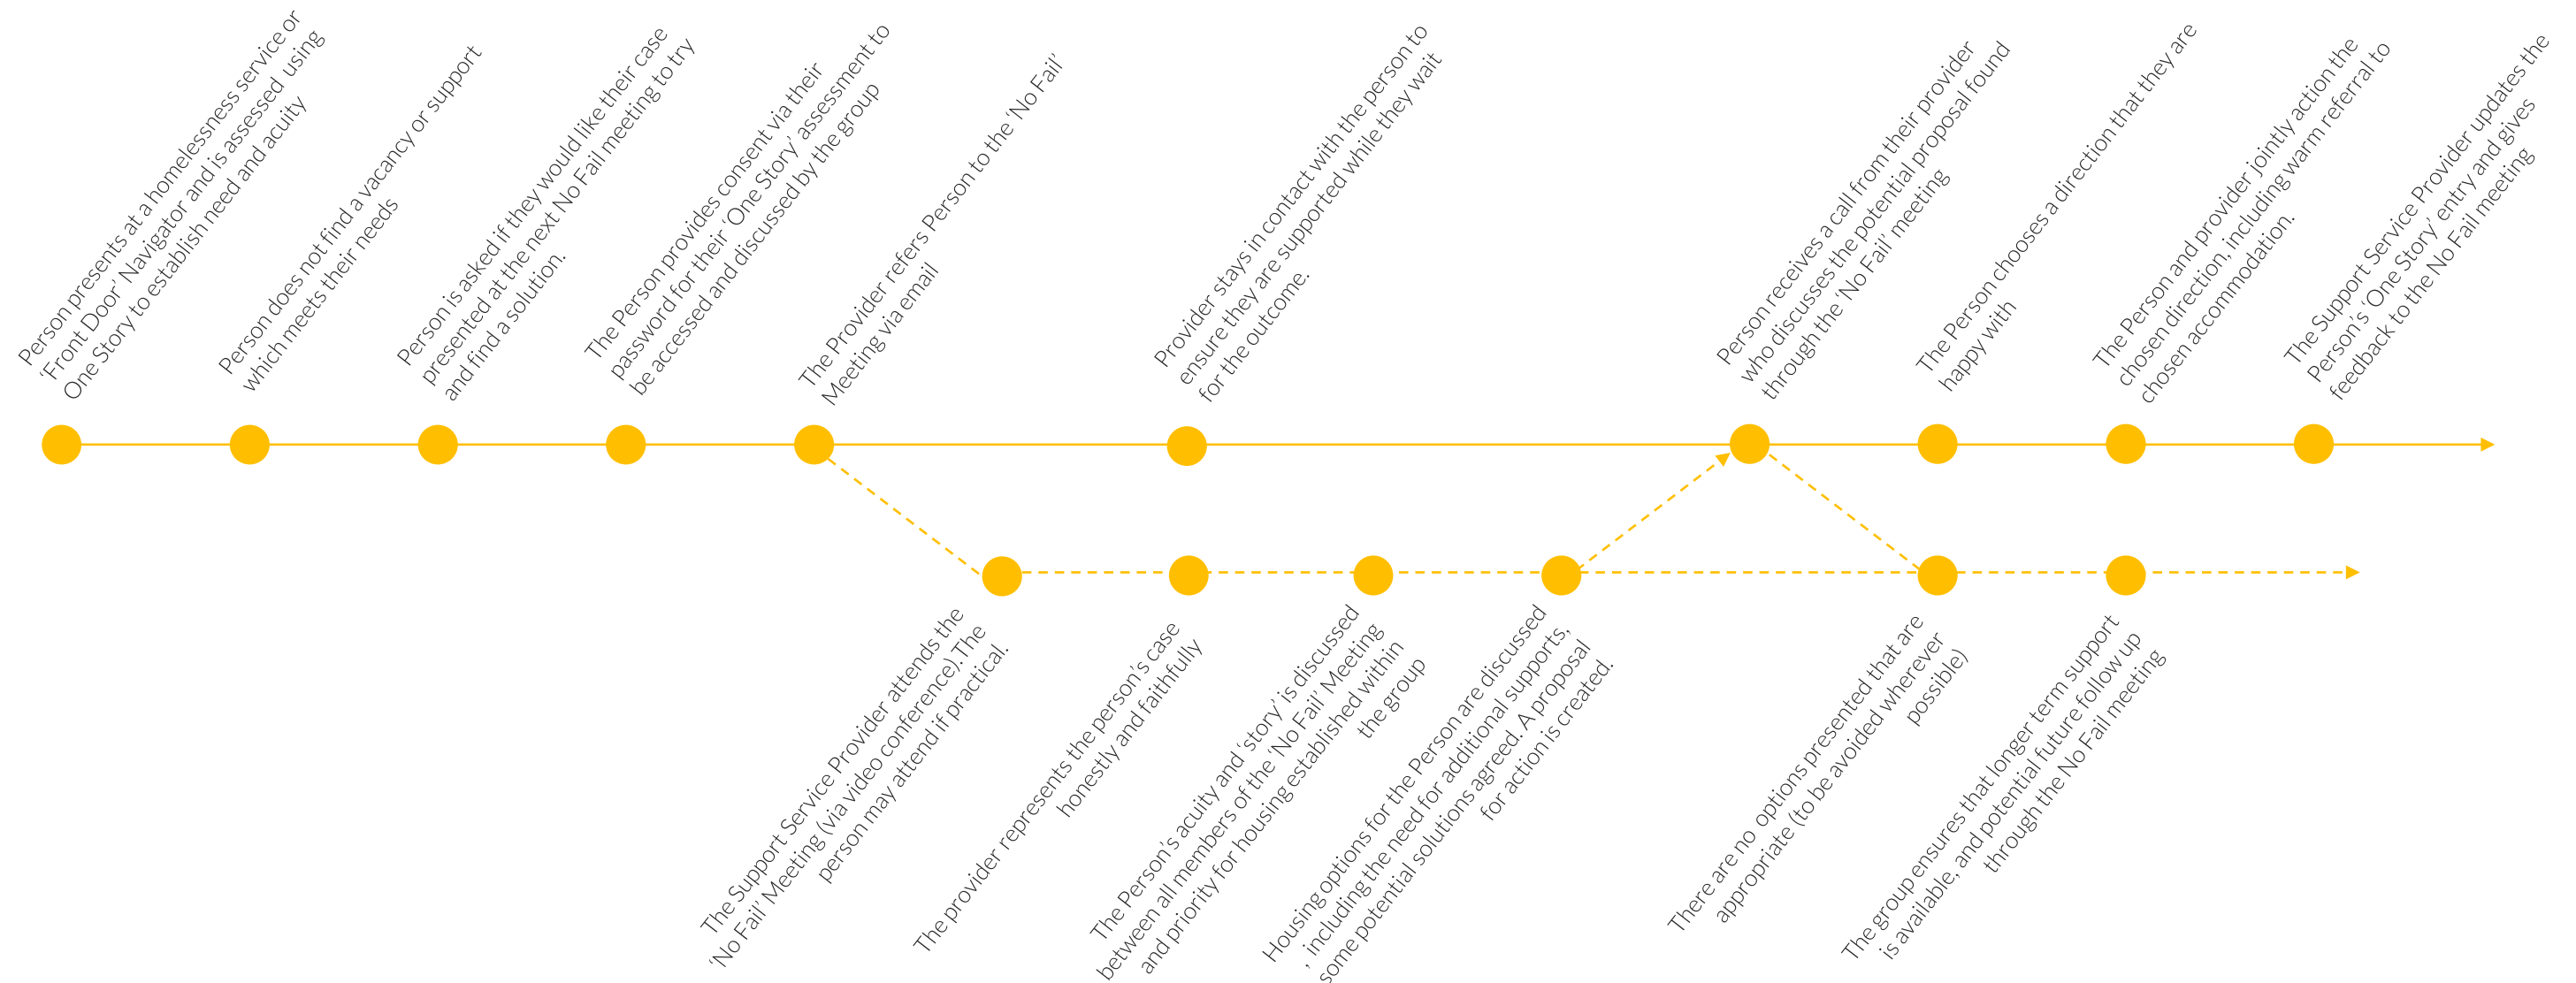 Person presents at a homelessness service or
‘Front Door’ Navigator and is assessed using
One Story to establish need and acuity
Person does not find a vacancy or support
which meets their needs
Person is asked if they would like their case
presented at the next No Fail meeting to try
and find a solution.
The Person provides consent via their
password for their ‘One Story’ assessment to
be accessed and discussed by the group
The Provider refers Person to the ‘No Fail’
Meeting via email
Provider stays in contact with the person to
ensure they are supported while they wait
for the outcome.
Person receives a call from their provider
who discusses the potential proposal found
through the ‘No Fail’ meeting
The Person chooses a direction that they are
happy with
The Person and provider jointly action the
chosen direction, including warm referral to
chosen accommodation.
The Support Service Provider updates the
Person’s ‘One Story’ entry and gives
feedback to the No Fail meeting
The Support Service Provider attends the
‘No Fail’ Meeting (via video conference). The
person may attend if practical.
The provider represents the person’s case
honestly and faithfully
The Person’s acuity and ‘story’ is discussed
between all members of the ‘No Fail’ Meeting
and priority for housing established within
the group
Housing options for the Person are discussed
, including the need for additional supports,
some potential solutions agreed. A proposal
for action is created.
There are no options presented that are
appropriate (to be avoided wherever
possible)
The group ensures that longer term support
is available, and potential future follow up
through the No Fail meeting